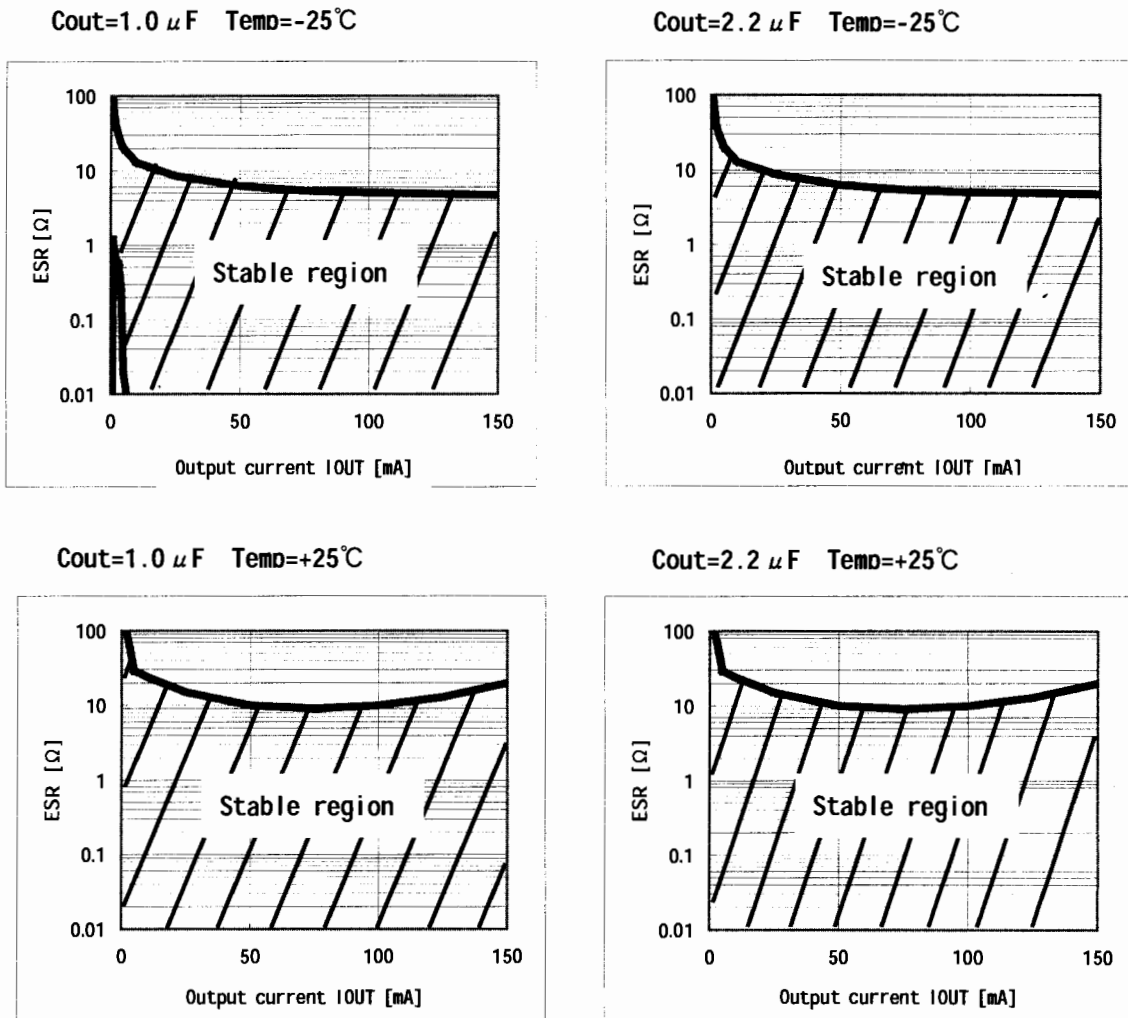 Cout=1.0 μF Temp=-25℃
ESR [Ω]
100
10
1
0.1
0.01
Stable region
0
50
100
150
Output current IOUT [mA]
Cout=2.2 μF Temp=-25℃
ESR [Ω]
100
10
1
0.1
0.01
Stable region
0
50
100
150
Output current IOUT [mA]
Cout=1.0 μF Temp=+25℃
ESR [Ω]
100
10
1
0.1
0.01
Stable region
0
50
100
150
Output current IOUT [mA]
Cout=2.2 μF Temp=+25℃
ESR [Ω]
100
10
1
0.1
0.01
Stable region
0
50
100
150
Output current IOUT [mA]